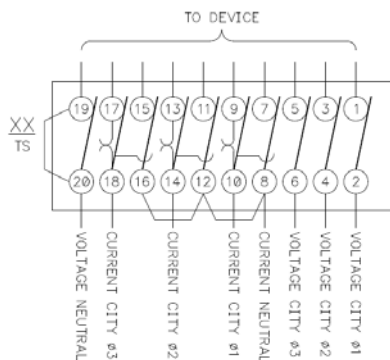 TO DEVICE
19 17 15 13 11 9 7 5 3 1
XX
TS
20 18 16 14 12 10 8 6 4 2
VOLTAGE NEUTRAL
CURRENT CITY ø3
CURRENT CITY ø2
CURRENT CITY ø1
CURRENT NEUTRAL
VOLTAGE CITY ø3
VOLTAGE CITY ø2
VOLTAGE CITY ø1